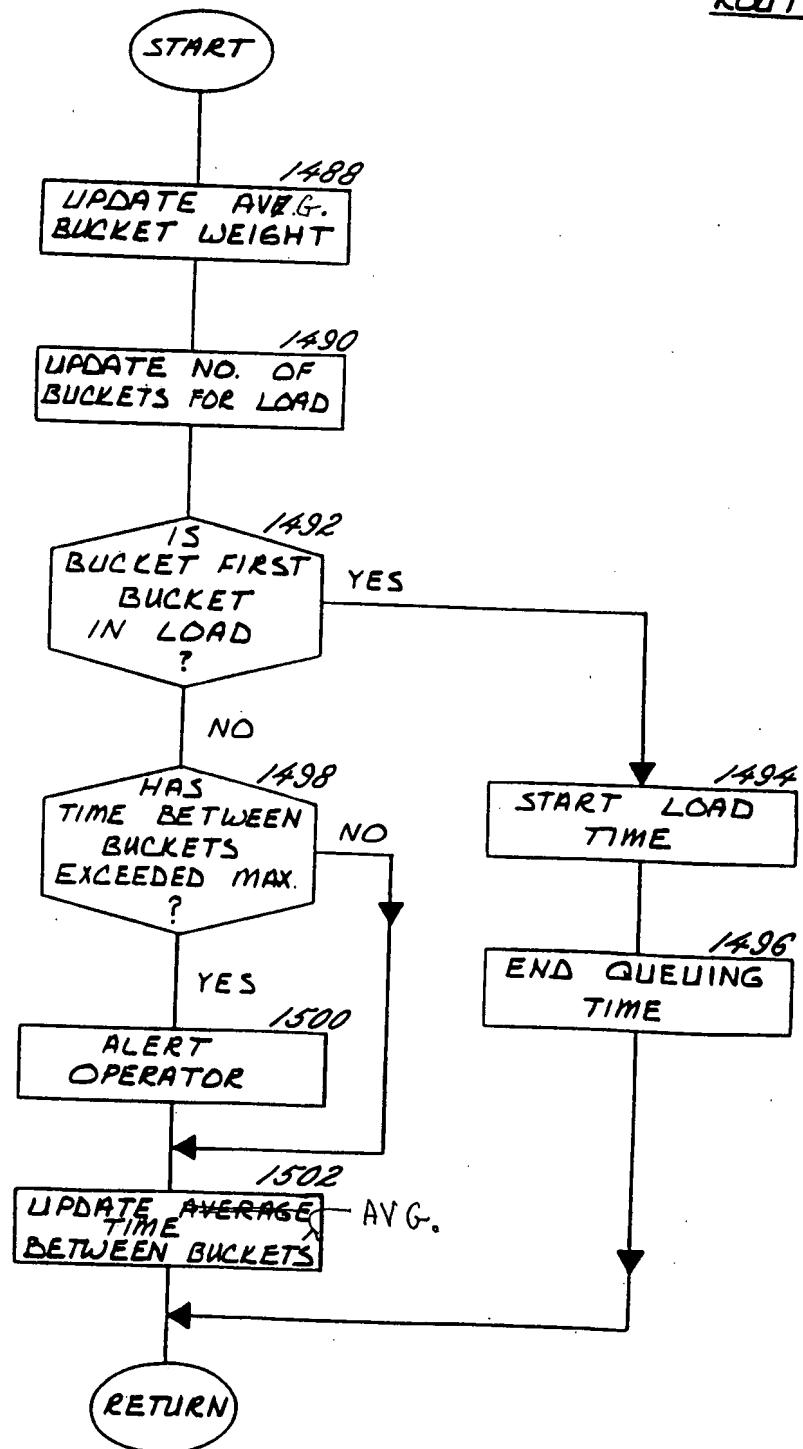 START
1488
UPDATE AVG.
BUCKET WEIGHT
1490
UPDATE NO. OF
BUCKETS FOR LOAD
1492
IS
BUCKET FIRST
BUCKET
IN LOAD
?
YES
NO
1498
HAS
TIME BETWEEN
BUCKETS
EXCEEDED MAX.
?
NO
YES
1494
START LOAD
TIME
1496
END QUEUING
TIME
1500
ALERT
OPERATOR
1502
UPDATE AVERAGE
TIME
BETWEEN BUCKETS
AVG.
RETURN